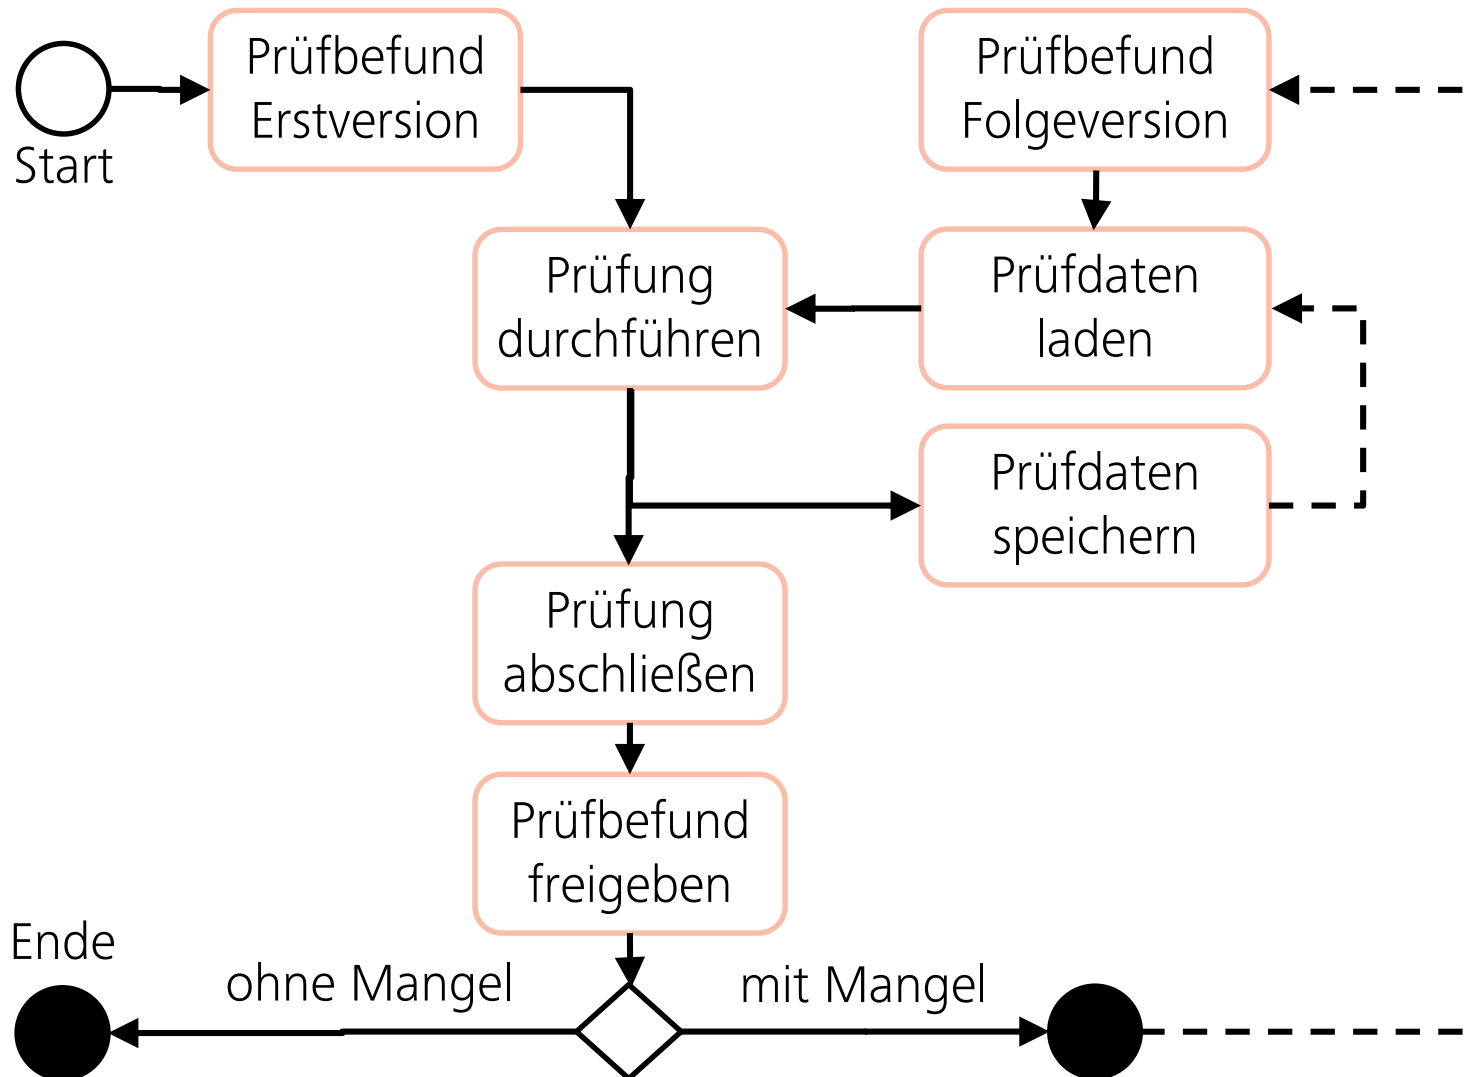 Start
Prüfbefund
Erstversion
Prüfbefund
Folgeversion
Prüfung
durchführen
Prüfdaten
laden
Prüfdaten
speichern
Prüfung
abschließen
Prüfbefund
freigeben
Ende
ohne Mangel
mit Mangel